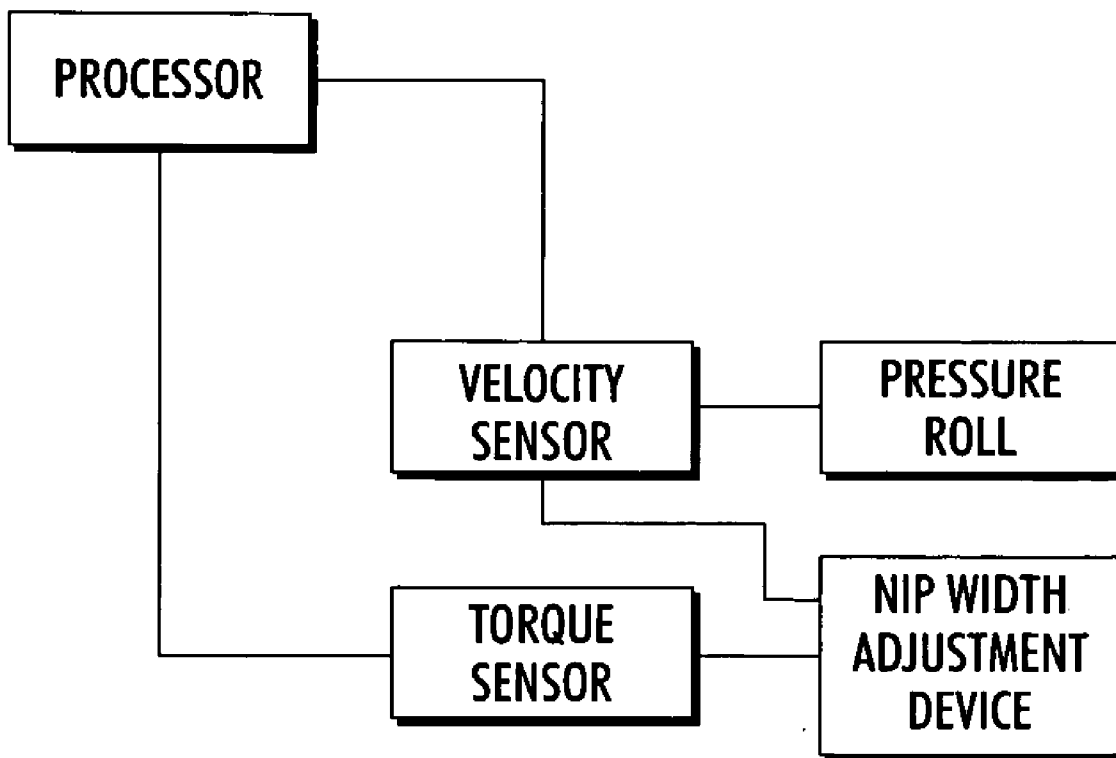 PROCESSOR
VELOCITY
SENSOR
PRESSURE
ROLL
TORQUE
SENSOR
NIP WIDTH
ADJUSTMENT
DEVICE